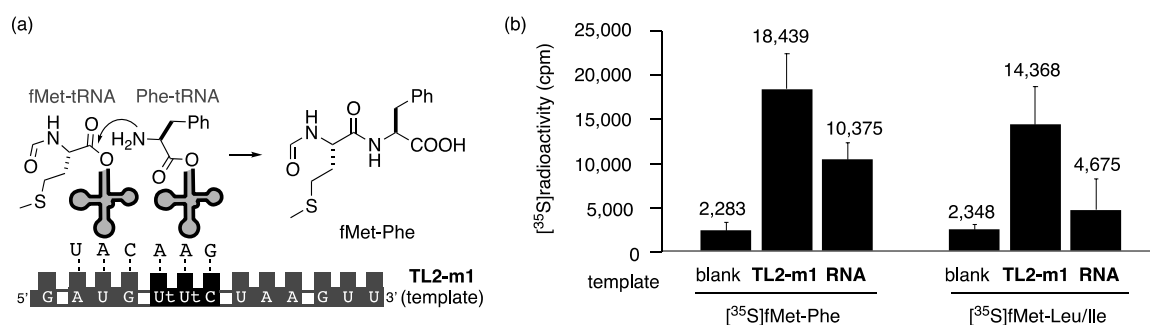 (a)
fMet-tRNA Phe-tRNA
H
N
O
O
O
S
H2N
Ph
O
O
H
N
O
O
N
H
Ph
COOH
S
fMet-Phe
U A C A A G
TL2-m1
5' G A U G UtUtC U A A G U U 3' (template)
(b)
[35S]radioactivity (cpm)
25,000
20,000
15,000
10,000
5,000
0
2,283
18,439
10,375
2,348
14,368
4,675
template blank TL2-m1 RNA blank TL2-m1 RNA
[35S]fMet-Phe [35S]fMet-Leu/Ile